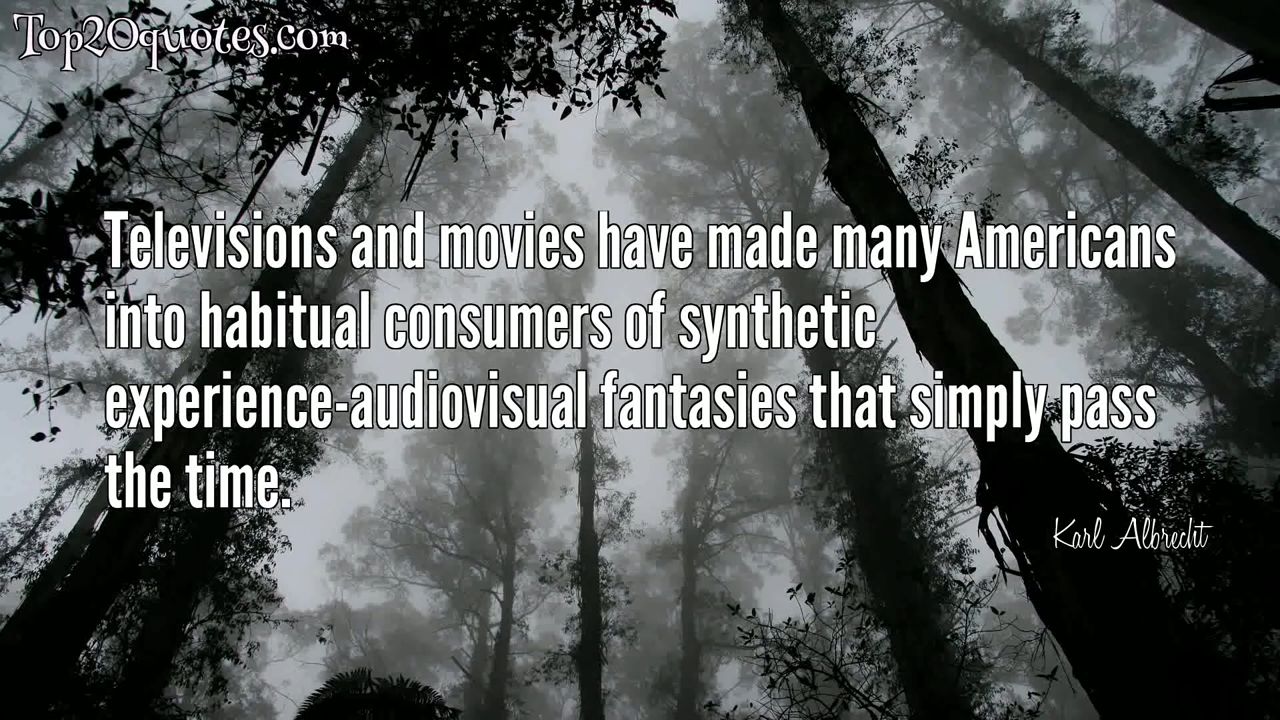 Top20quotes.com
Televisions and movies have made many Americans
into habitual consumers of synthetic
experience-audiovisual fantasies that simply pass
the time.
Karl Albrecht